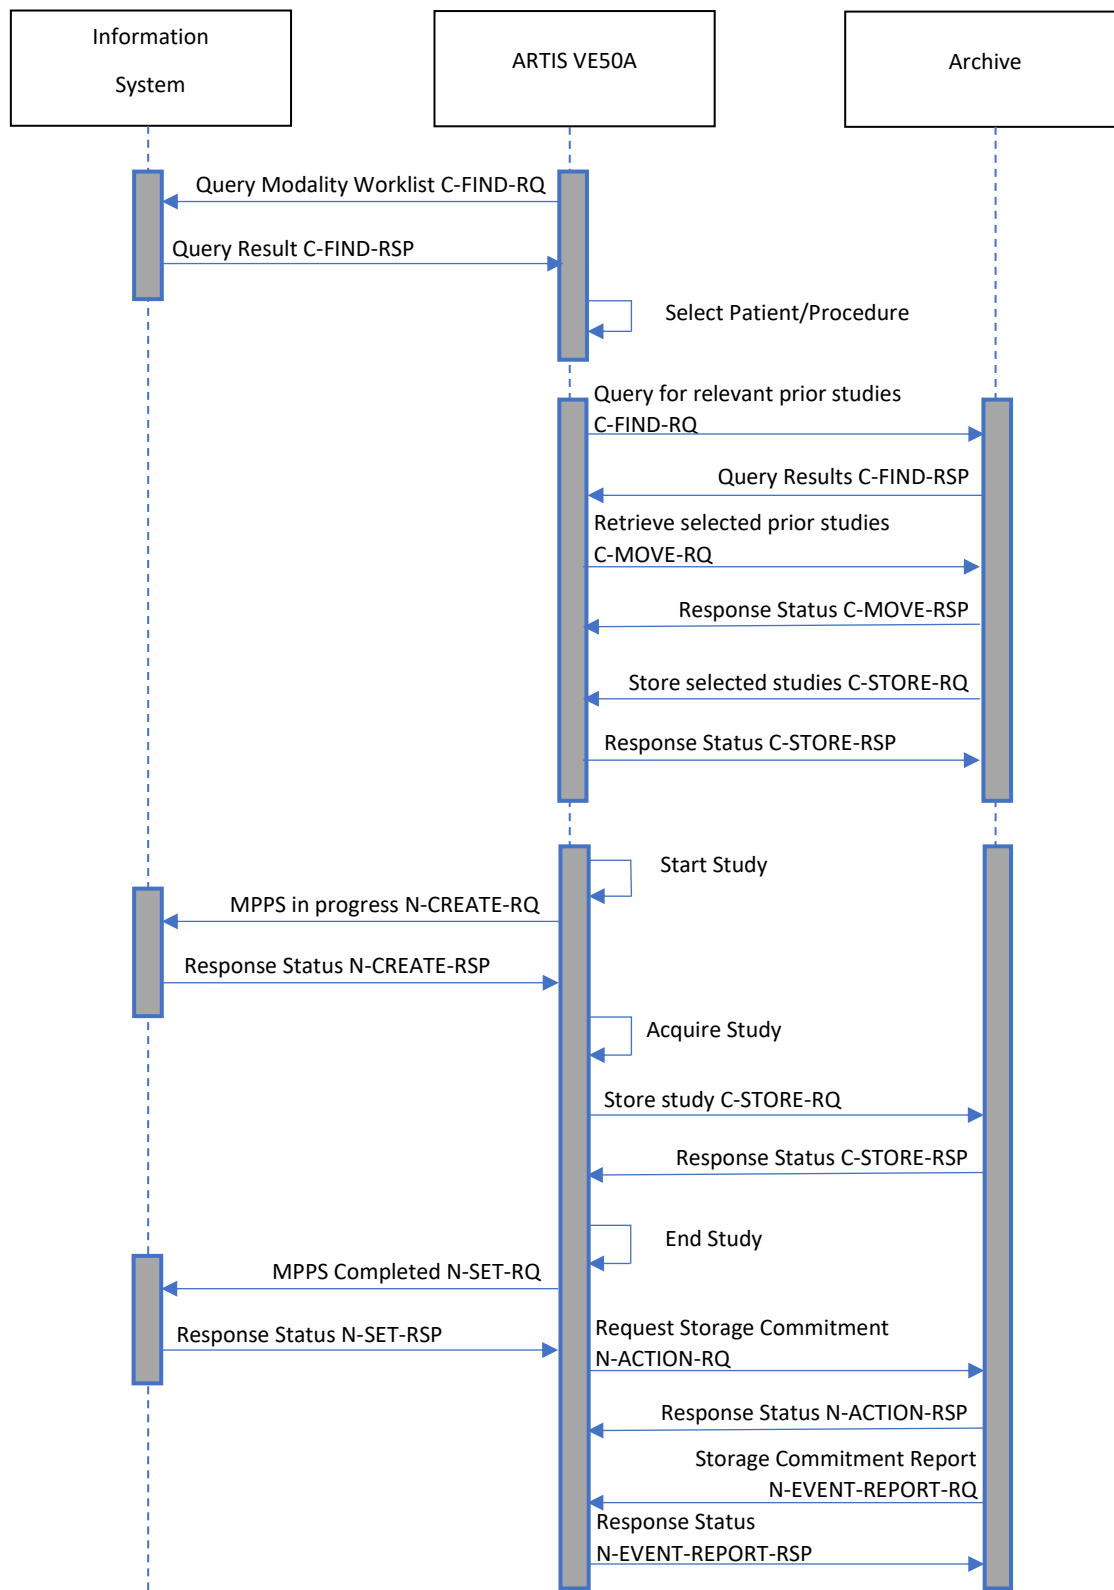 Information
System
ARTIS VE50A
Archive
Query Modality Worklist C-FIND-RQ
Query Result C-FIND-RSP
Select Patient/Procedure
Query for relevant prior studies
C-FIND-RQ
Query Results C-FIND-RSP
Retrieve selected prior studies
C-MOVE-RQ
Response Status C-MOVE-RSP
Store selected studies C-STORE-RQ
Response Status C-STORE-RSP
Start Study
MPPS in progress N-CREATE-RQ
Response Status N-CREATE-RSP
Acquire Study
Store study C-STORE-RQ
Response Status C-STORE-RSP
End Study
MPPS Completed N-SET-RQ
Response Status N-SET-RSP
Request Storage Commitment
N-ACTION-RQ
Response Status N-ACTION-RSP
Storage Commitment Report
N-EVENT-REPORT-RQ
Response Status
N-EVENT-REPORT-RSP